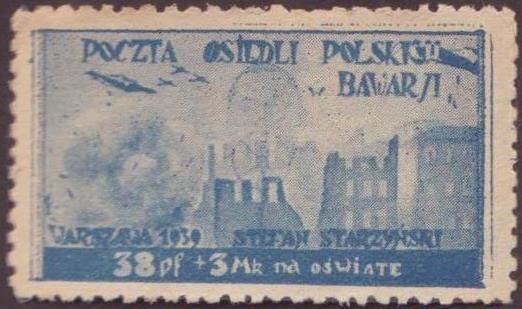 POCZTA OSIEDLI POLSKICH
W BAWARJI
WARSZAWA 1939 STEFAN STARZYŃSKI
38 pf + 3 Mk na oświatę